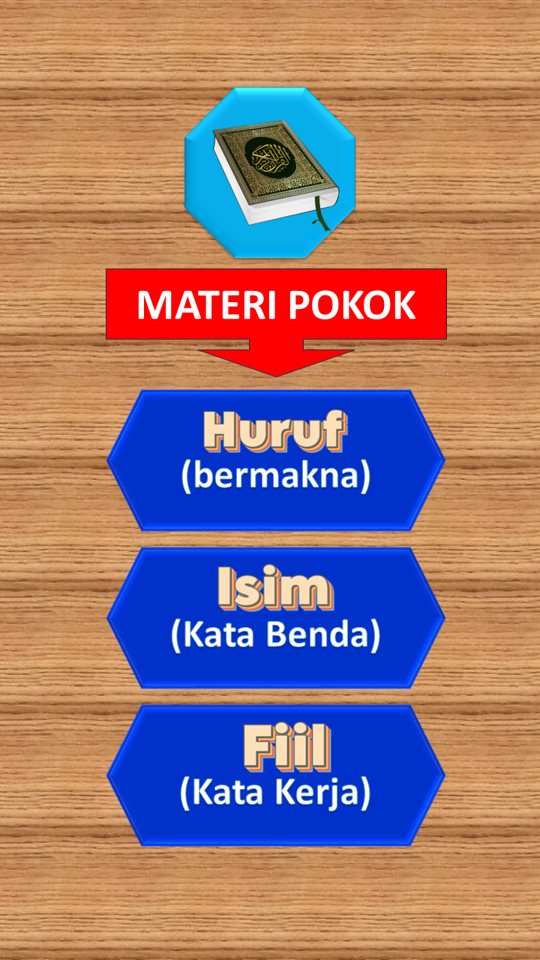 MATERI POKOK
Huruf
(bermakna)
Isim
(Kata Benda)
Fiil
(Kata Kerja)